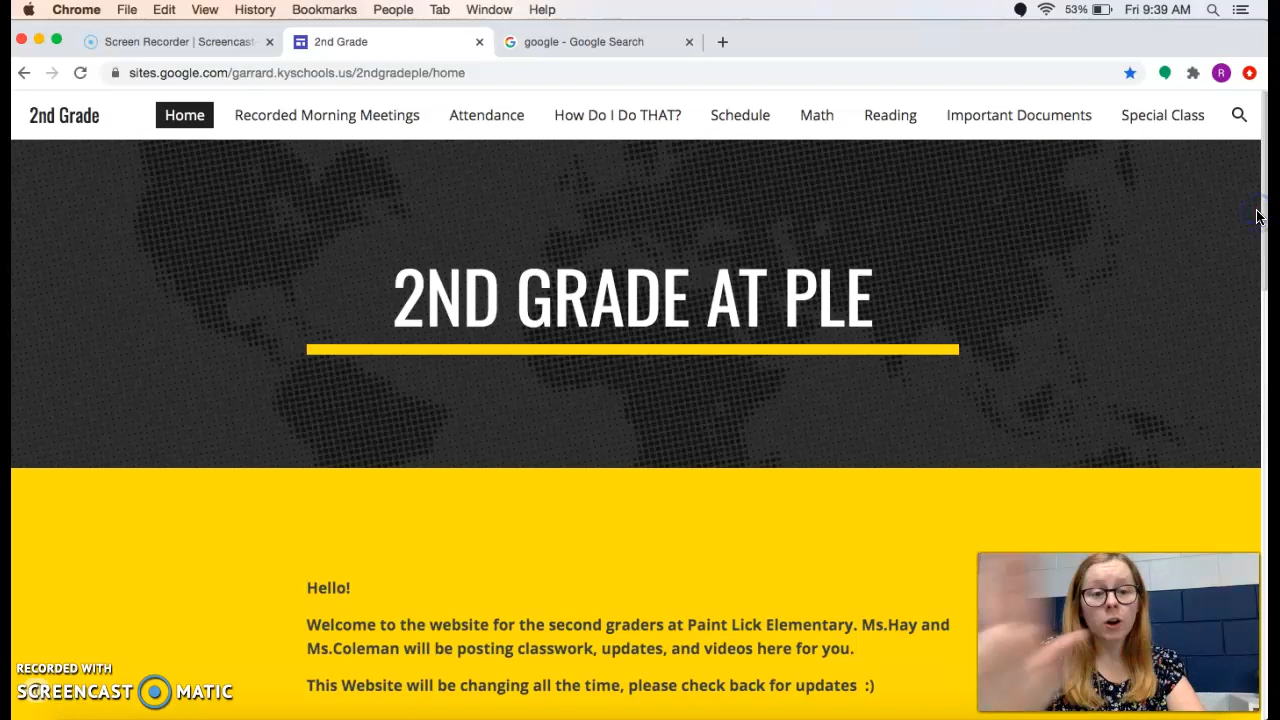 Chrome File Edit View History Bookmarks People Tab Window Help 53% Fri 9:39 AM
Screen Recorder | Screencast- 2nd Grade google - Google Search
sites.google.com/garrard.kyschools.us/2ndgradeple/home R
2nd Grade Home Recorded Morning Meetings Attendance How Do I Do THAT? Schedule Math Reading Important Documents Special Class
2ND GRADE AT PLE
Hello!
Welcome to the website for the second graders at Paint Lick Elementary. Ms.Hay and
Ms.Coleman will be posting classwork, updates, and videos here for you.
This Website will be changing all the time, please check back for updates :)
RECORDED WITH
SCREENCAST MATIC